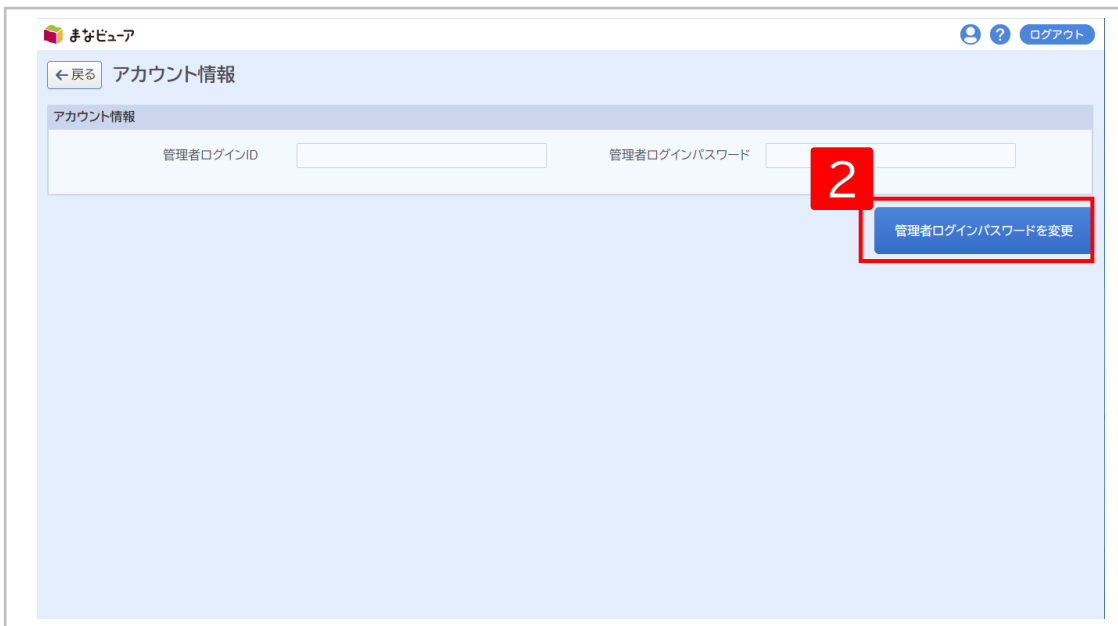 まなビューア
? ログアウト
←戻る アカウント情報
アカウント情報
管理者ログインID 管理者ログインパスワード
2
管理者ログインパスワードを変更